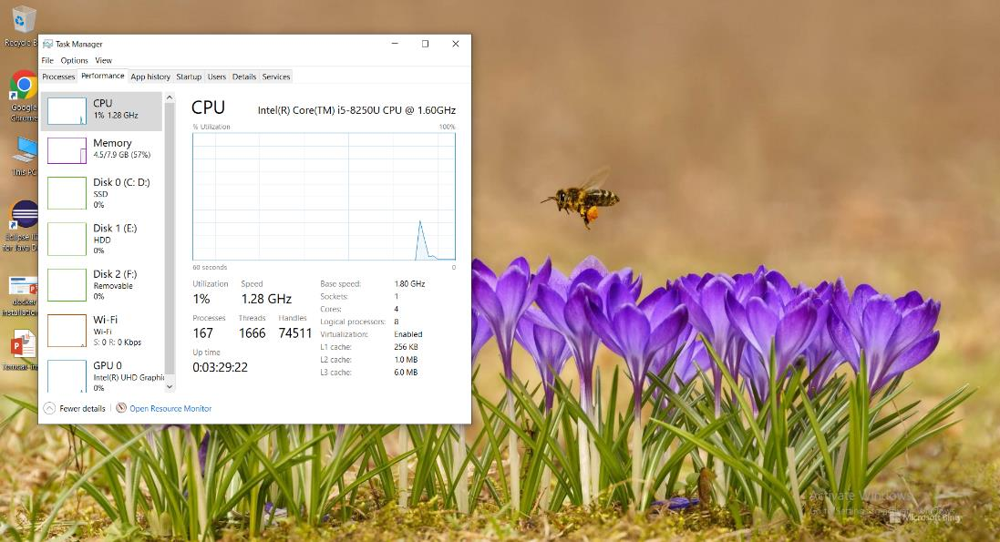 Recycle B
Google
Chrome
This PC
Eclipse I
for Java D
docker
installation
Tomcat-in
Task Manager
File Options View
Processes Performance App history Startup Users Details Services
CPU
1% 1.28 GHz
Memory
4.5/7.9 GB (57%)
Disk 0 (C: D:)
SSD
0%
Disk 1 (E:)
HDD
0%
Disk 2 (F:)
Removable
0%
Wi-Fi
Wi-Fi
S: 0 R: 0 Kbps
GPU 0
Intel(R) UHD Graphic
0%
CPU Intel(R) Core(TM) i5-8250U CPU @ 1.60GHz
% Utilization 100%
60 seconds 0
Utilization Speed
1% 1.28 GHz
Processes Threads Handles
167 1666 74511
Up time
0:03:29:22
Base speed: 1.80 GHz
Sockets: 1
Cores: 4
Logical processors: 8
Virtualization: Enabled
L1 cache: 256 KB
L2 cache: 1.0 MB
L3 cache: 6.0 MB
Fewer details Open Resource Monitor
Activate Windows
Go to Settings to activate Windows.
Microsoft Bing